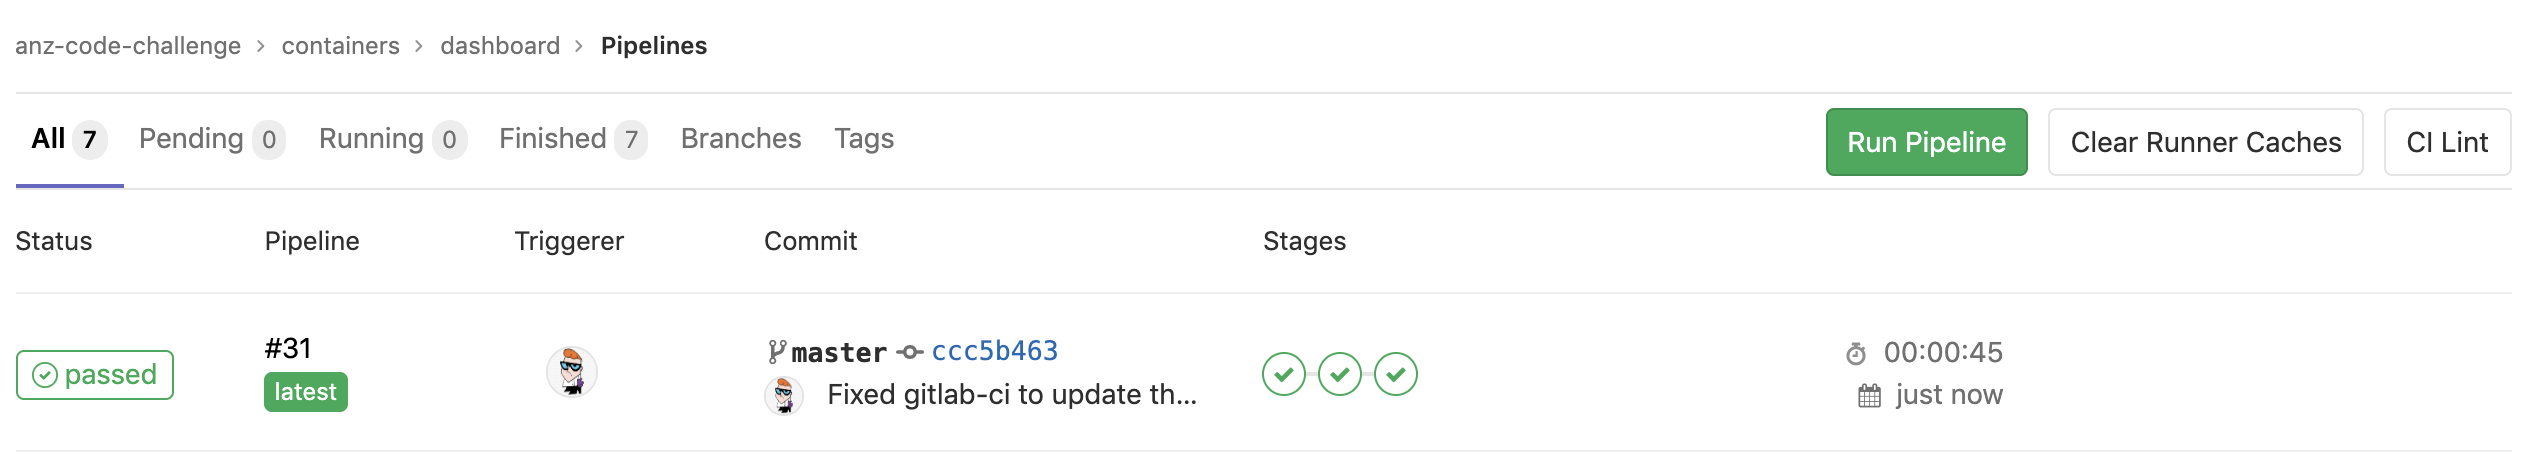 anz-code-challenge > containers > dashboard > Pipelines
All 7 Pending 0 Running 0 Finished 7 Branches Tags Run Pipeline Clear Runner Caches CI Lint
Status Pipeline Triggerer Commit Stages
passed #31 master ccc5b463 00:00:45
latest Fixed gitlab-ci to update th... just now